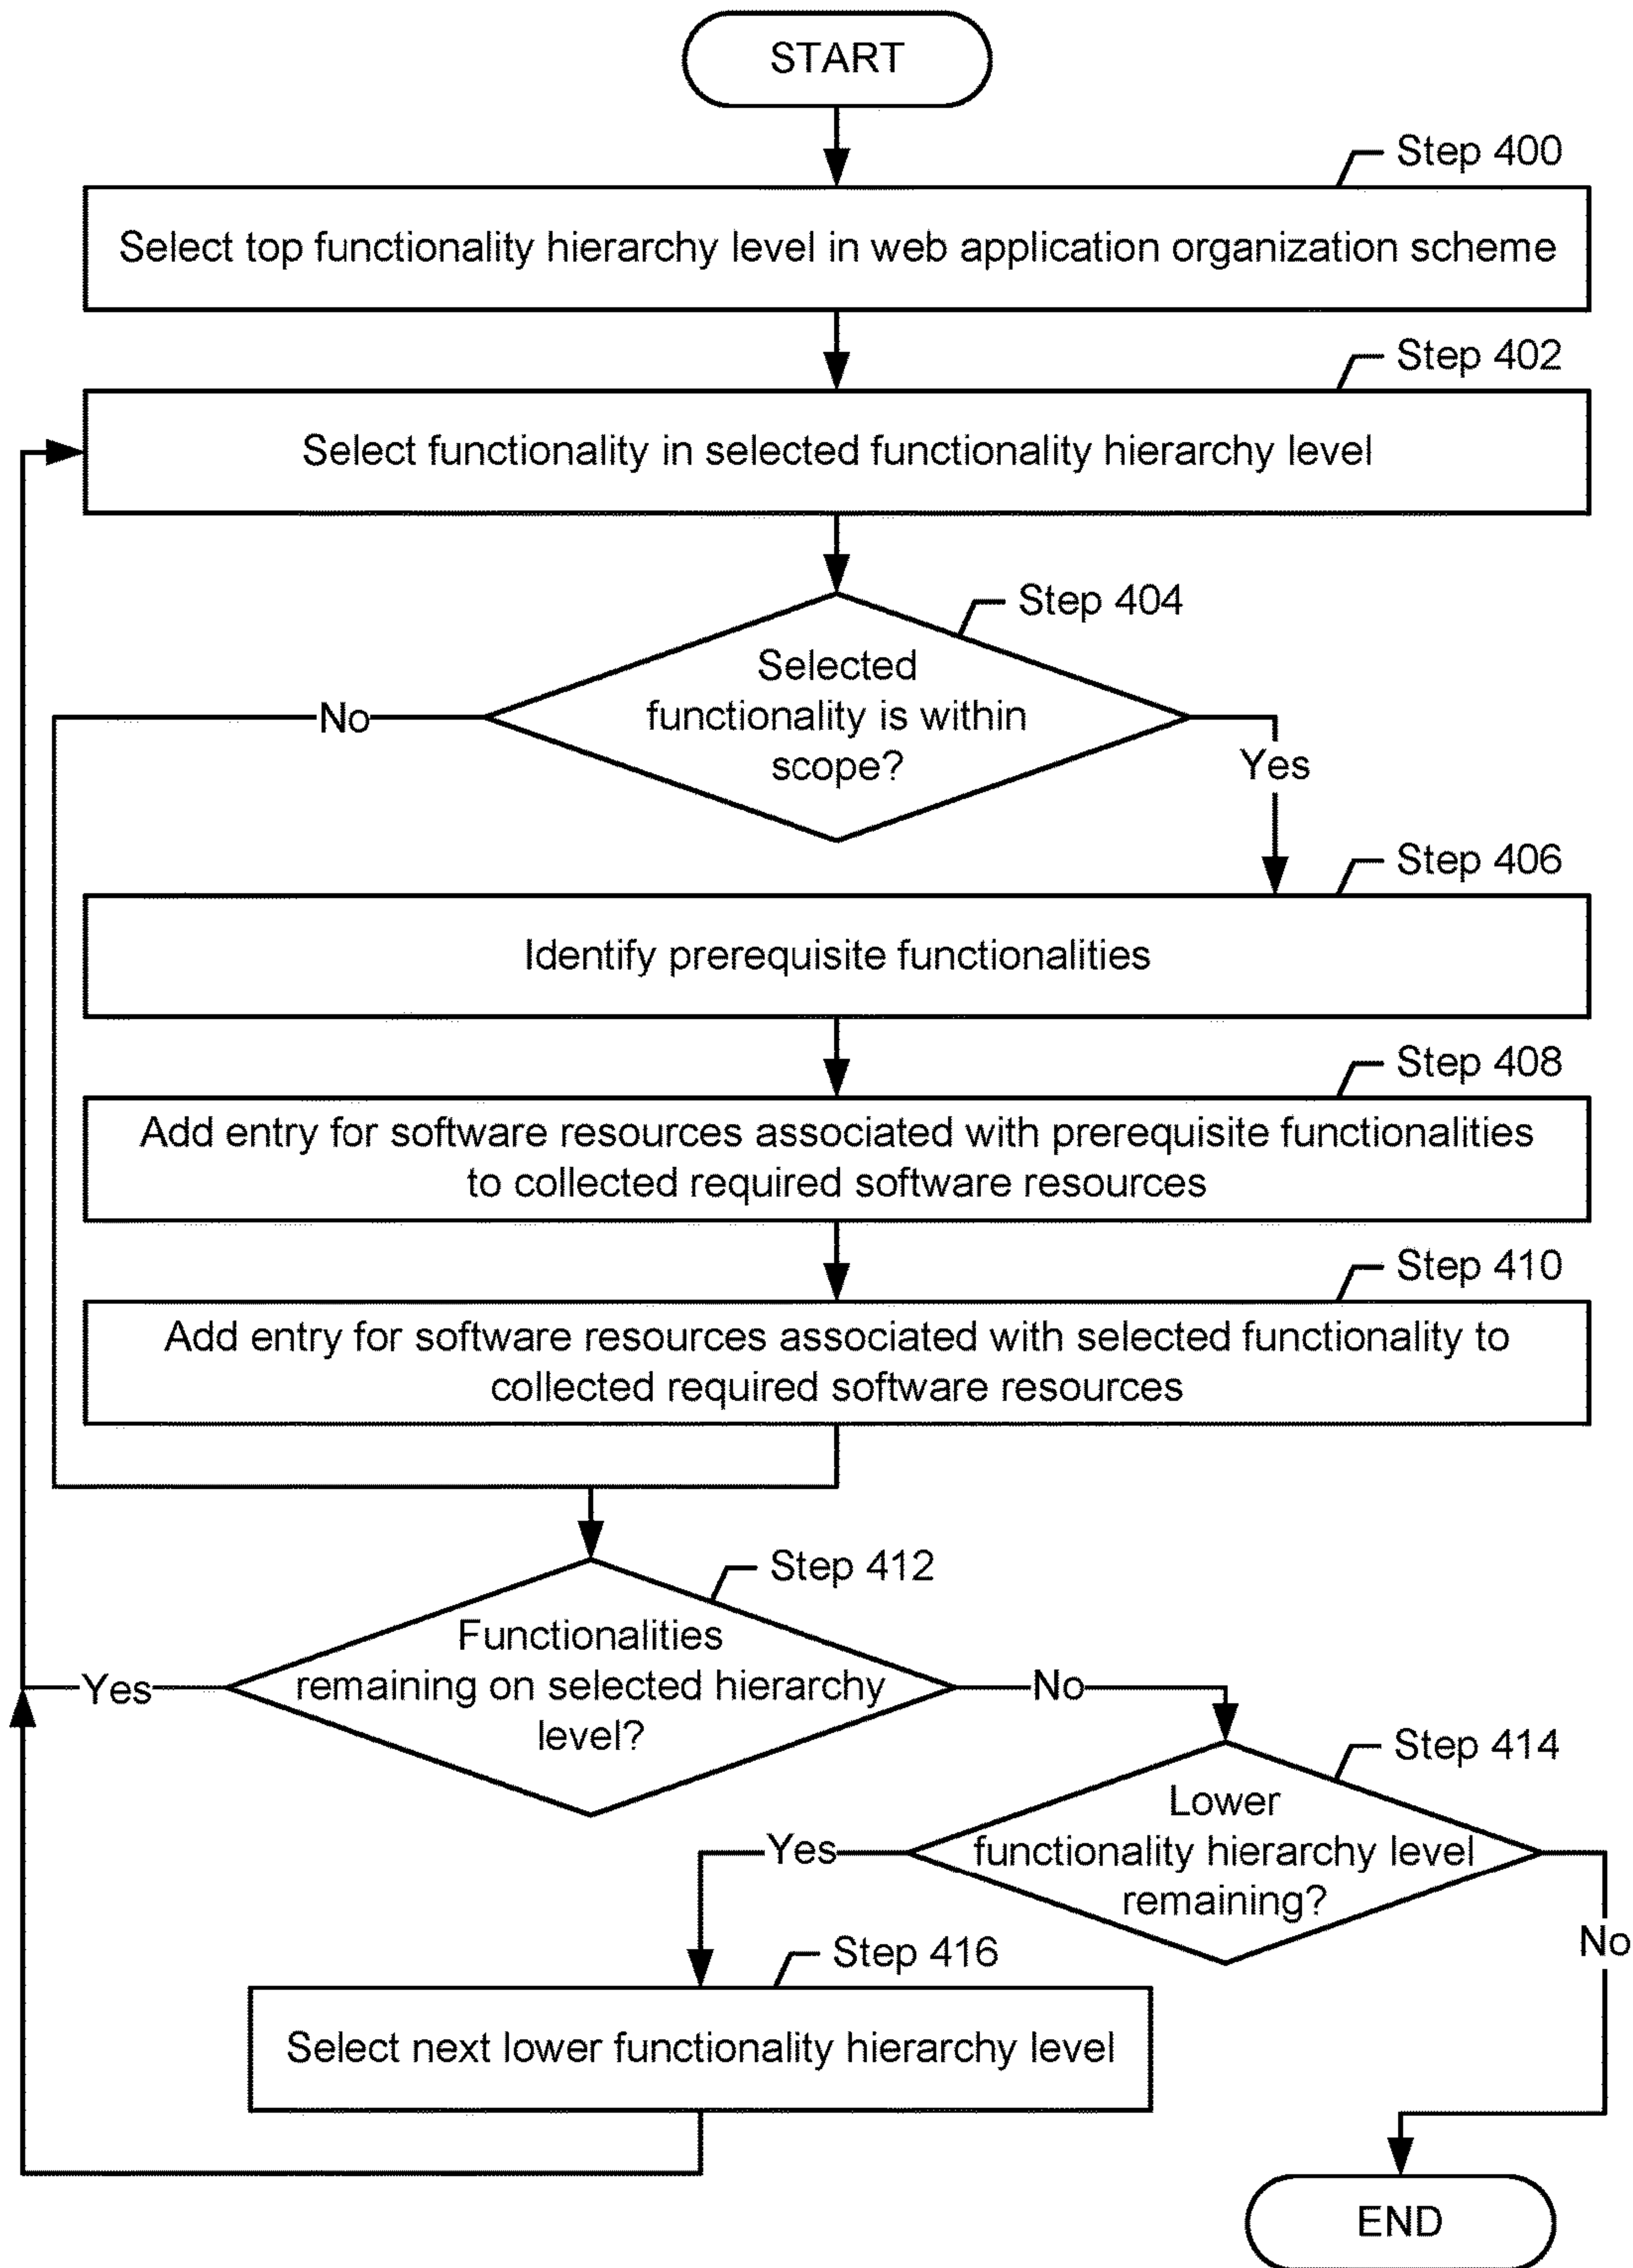 START
Step 400
Select top functionality hierarchy level in web application organization scheme
Step 402
Select functionality in selected functionality hierarchy level
Step 404
Selected
functionality is within
scope?
No
Yes
Step 406
Identify prerequisite functionalities
Step 408
Add entry for software resources associated with prerequisite functionalities
to collected required software resources
Step 410
Add entry for software resources associated with selected functionality to
collected required software resources
Step 412
Functionalities
remaining on selected hierarchy
level?
Yes
No
Step 414
Lower
functionality hierarchy level
remaining?
Yes
No
Step 416
Select next lower functionality hierarchy level
END